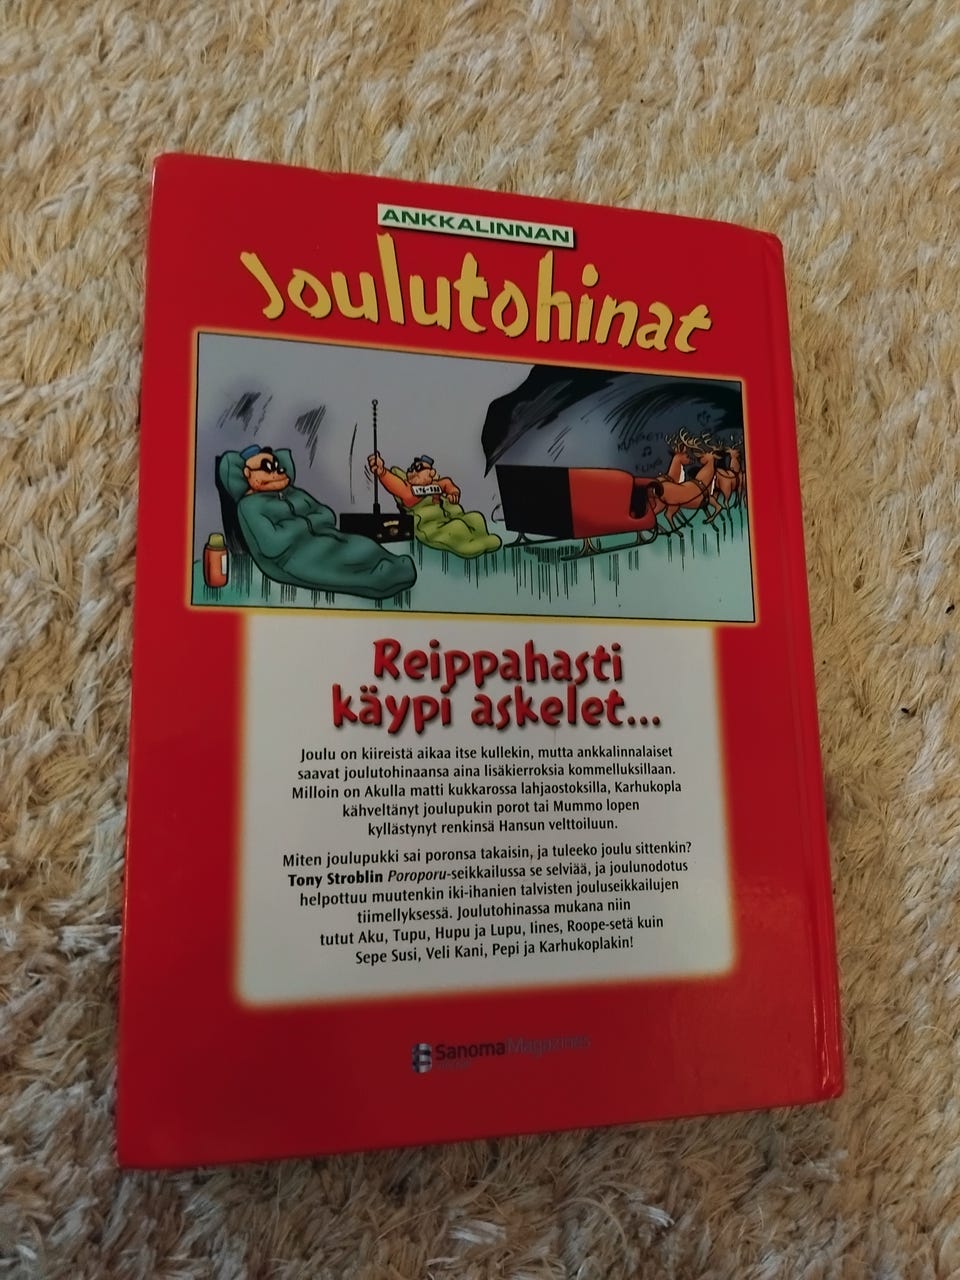 ANKKALINNAN
Joulutohinat
Reippahasti
käypi askelet...
Joulu on kiireistä aikaa itse kullekin, mutta ankkalinnalaiset
saavat joulutohinaansa aina lisäkierroksia kommelluksillaan.
Milloin on Akulla matti kukkarossa lahjaostoksilla, Karhukopla
kähveltänyt joulupukin porot tai Mummo lopen
kyllästynyt renkinsä Hansun velttoiluun.
Miten joulupukki sai poronsa takaisin, ja tuleeko joulu sittenkin?
Tony Stroblin Poroporu-seikkailussa se selviää, ja joulunodotus
helpottuu muutenkin iki-ihanien talvisten jouluseikkailujen
tiimellyksessä. Joulutohinassa mukana niin
tutut Aku, Tupu, Hupu ja Lupu, Iines, Roope-setä kuin
Sepe Susi, Veli Kani, Pepi ja Karhukoplakin!
SanomaMagazines